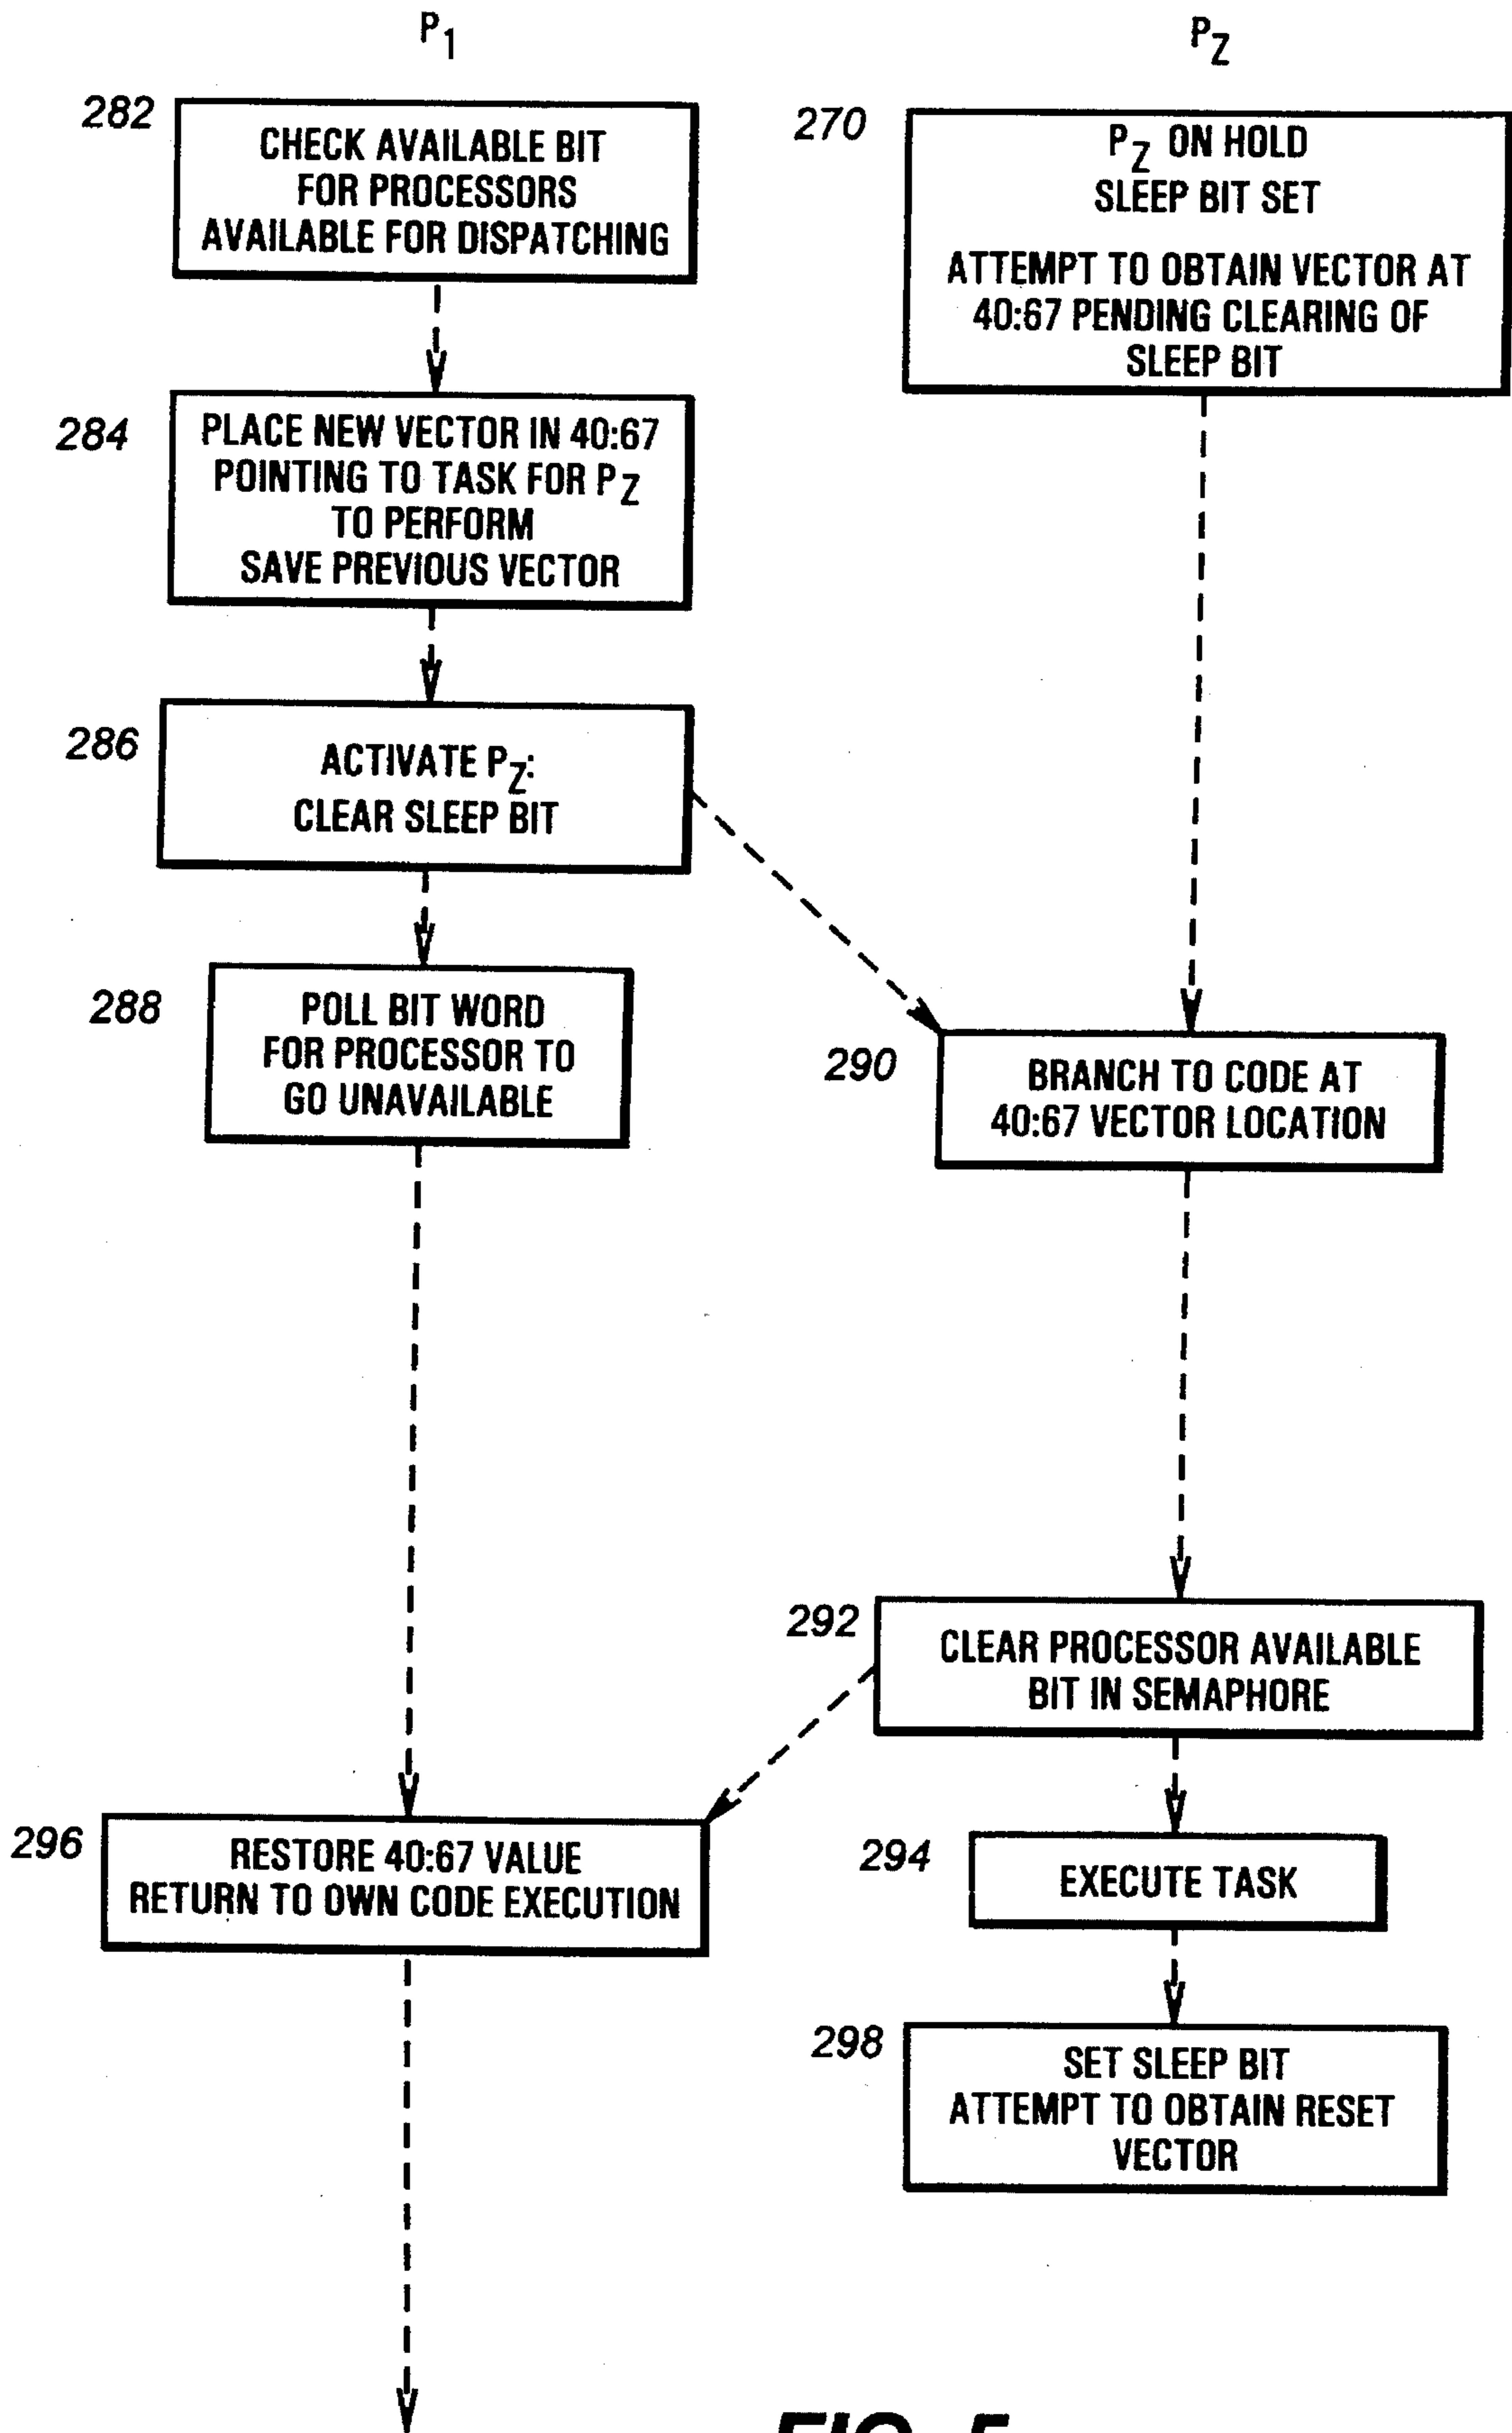 P1
PZ
282
CHECK AVAILABLE BIT
FOR PROCESSORS
AVAILABLE FOR DISPATCHING
270
PZ ON HOLD
SLEEP BIT SET
ATTEMPT TO OBTAIN VECTOR AT
40:67 PENDING CLEARING OF
SLEEP BIT
284
PLACE NEW VECTOR IN 40:67
POINTING TO TASK FOR PZ
TO PERFORM
SAVE PREVIOUS VECTOR
286
ACTIVATE PZ:
CLEAR SLEEP BIT
288
POLL BIT WORD
FOR PROCESSOR TO
GO UNAVAILABLE
290
BRANCH TO CODE AT
40:67 VECTOR LOCATION
292
CLEAR PROCESSOR AVAILABLE
BIT IN SEMAPHORE
296
RESTORE 40:67 VALUE
RETURN TO OWN CODE EXECUTION
294
EXECUTE TASK
298
SET SLEEP BIT
ATTEMPT TO OBTAIN RESET
VECTOR
FIG. 5